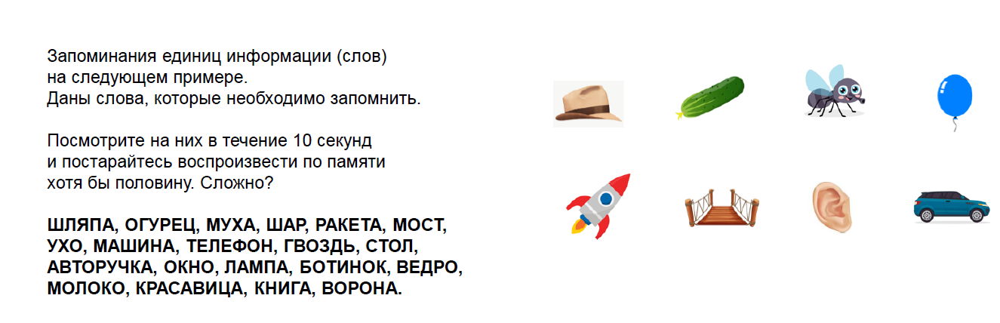 Запоминания единиц информации (слов)
на следующем примере.
Даны слова, которые необходимо запомнить.
Посмотрите на них в течение 10 секунд
и постарайтесь воспроизвести по памяти
хотя бы половину. Сложно?
ШЛЯПА, ОГУРЕЦ, МУХА, ШАР, РАКЕТА, МОСТ,
УХО, МАШИНА, ТЕЛЕФОН, ГВОЗДЬ, СТОЛ,
АВТОРУЧКА, ОКНО, ЛАМПА, БОТИНОК, ВЕДРО,
МОЛОКО, КРАСАВИЦА, КНИГА, ВОРОНА.